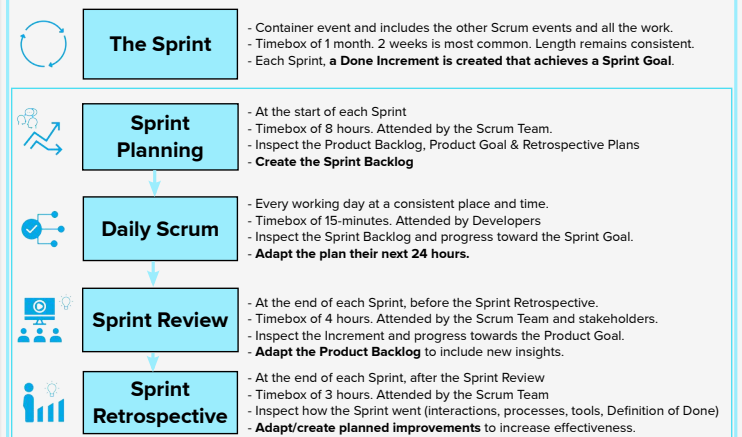 The Sprint
- Container event and includes the other Scrum events and all the work.
- Timebox of 1 month. 2 weeks is most common. Length remains consistent.
- Each Sprint, a Done Increment is created that achieves a Sprint Goal.
Sprint
Planning
- At the start of each Sprint
- Timebox of 8 hours. Attended by the Scrum Team.
- Inspect the Product Backlog, Product Goal & Retrospective Plans
- Create the Sprint Backlog
Daily Scrum
- Every working day at a consistent place and time.
- Timebox of 15-minutes. Attended by Developers
- Inspect the Sprint Backlog and progress toward the Sprint Goal.
- Adapt the plan their next 24 hours.
Sprint Review
- At the end of each Sprint, before the Sprint Retrospective.
- Timebox of 4 hours. Attended by the Scrum Team and stakeholders.
- Inspect the Increment and progress towards the Product Goal.
- Adapt the Product Backlog to include new insights.
Sprint
Retrospective
- At the end of each Sprint, after the Sprint Review
- Timebox of 3 hours. Attended by the Scrum Team
- Inspect how the Sprint went (interactions, processes, tools, Definition of Done)
- Adapt/create planned improvements to increase effectiveness.